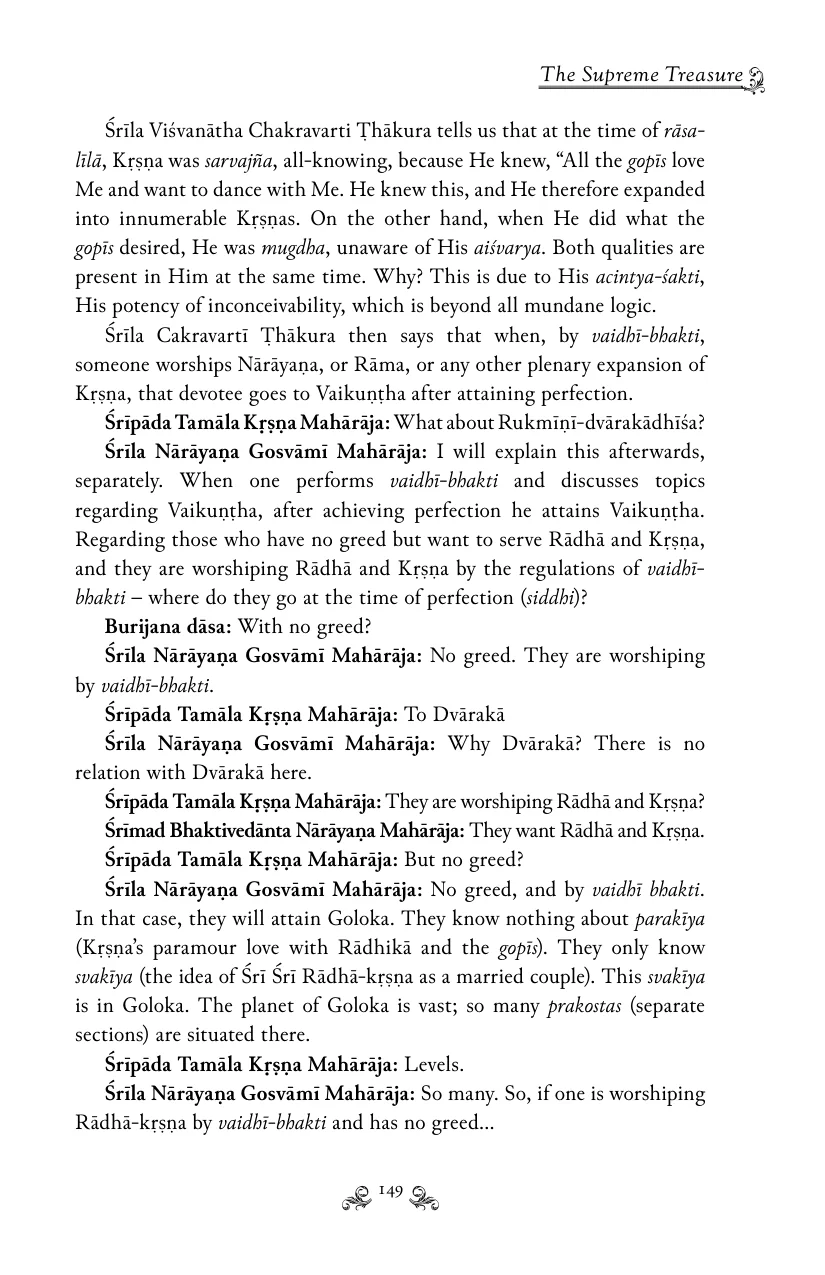 The Supreme Treasure
Śrīla Viśvanātha Chakravarti Ṭhākura tells us that at the time of rāsa-
līlā, Kṛṣṇa was sarvajña, all-knowing, because He knew, “All the gopīs love
Me and want to dance with Me. He knew this, and He therefore expanded
into innumerable Kṛṣṇas. On the other hand, when He did what the
gopīs desired, He was mugdha, unaware of His aiśvarya. Both qualities are
present in Him at the same time. Why? This is due to His acintya-śakti,
His potency of inconceivability, which is beyond all mundane logic.
Śrīla Cakravartī Ṭhākura then says that when, by vaidhī-bhakti,
someone worships Nārāyaṇa, or Rāma, or any other plenary expansion of
Kṛṣṇa, that devotee goes to Vaikuṇṭha after attaining perfection.
Śrīpāda Tamāla Kṛṣṇa Mahārāja: What about Rukmīṇī-dvārakādhīśa?
Śrīla Nārāyaṇa Gosvāmī Mahārāja: I will explain this afterwards,
separately. When one performs vaidhī-bhakti and discusses topics
regarding Vaikuṇṭha, after achieving perfection he attains Vaikuṇṭha.
Regarding those who have no greed but want to serve Rādhā and Kṛṣṇa,
and they are worshiping Rādhā and Kṛṣṇa by the regulations of vaidhī-
bhakti – where do they go at the time of perfection (siddhi)?
Burijana dāsa: With no greed?
Śrīla Nārāyaṇa Gosvāmī Mahārāja: No greed. They are worshiping
by vaidhī-bhakti.
Śrīpāda Tamāla Kṛṣṇa Mahārāja: To Dvārakā
Śrīla Nārāyaṇa Gosvāmī Mahārāja: Why Dvārakā? There is no
relation with Dvārakā here.
Śrīpāda Tamāla Kṛṣṇa Mahārāja: They are worshiping Rādhā and Kṛṣṇa?
Śrīmad Bhaktivedānta Nārāyaṇa Mahārāja: They want Rādhā and Kṛṣṇa.
Śrīpāda Tamāla Kṛṣṇa Mahārāja: But no greed?
Śrīla Nārāyaṇa Gosvāmī Mahārāja: No greed, and by vaidhī bhakti.
In that case, they will attain Goloka. They know nothing about parakīya
(Kṛṣṇa’s paramour love with Rādhikā and the gopīs). They only know
svakīya (the idea of Śrī Śrī Rādhā-kṛṣṇa as a married couple). This svakīya
is in Goloka. The planet of Goloka is vast; so many prakostas (separate
sections) are situated there.
Śrīpāda Tamāla Kṛṣṇa Mahārāja: Levels.
Śrīla Nārāyaṇa Gosvāmī Mahārāja: So many. So, if one is worshiping
Rādhā-kṛṣṇa by vaidhī-bhakti and has no greed...
149